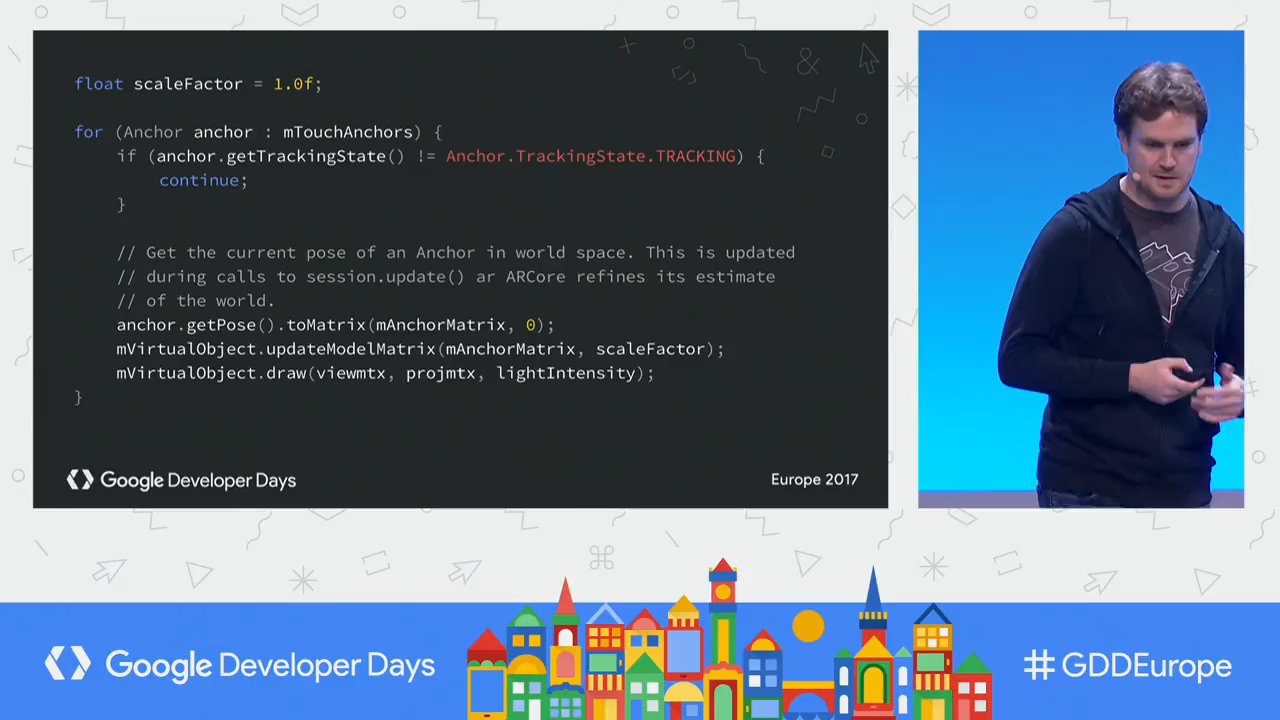 float scaleFactor = 1.0f;
for (Anchor anchor : mTouchAnchors) {
if (anchor.getTrackingState() != Anchor.TrackingState.TRACKING) {
continue;
}
// Get the current pose of an Anchor in world space. This is updated
// during calls to session.update() ar ARCore refines its estimate
// of the world.
anchor.getPose().toMatrix(mAnchorMatrix, 0);
mVirtualObject.updateModelMatrix(mAnchorMatrix, scaleFactor);
mVirtualObject.draw(viewmtx, projmtx, lightIntensity);
}
Google Developer Days
Europe 2017
Google Developer Days
#GDDEurope